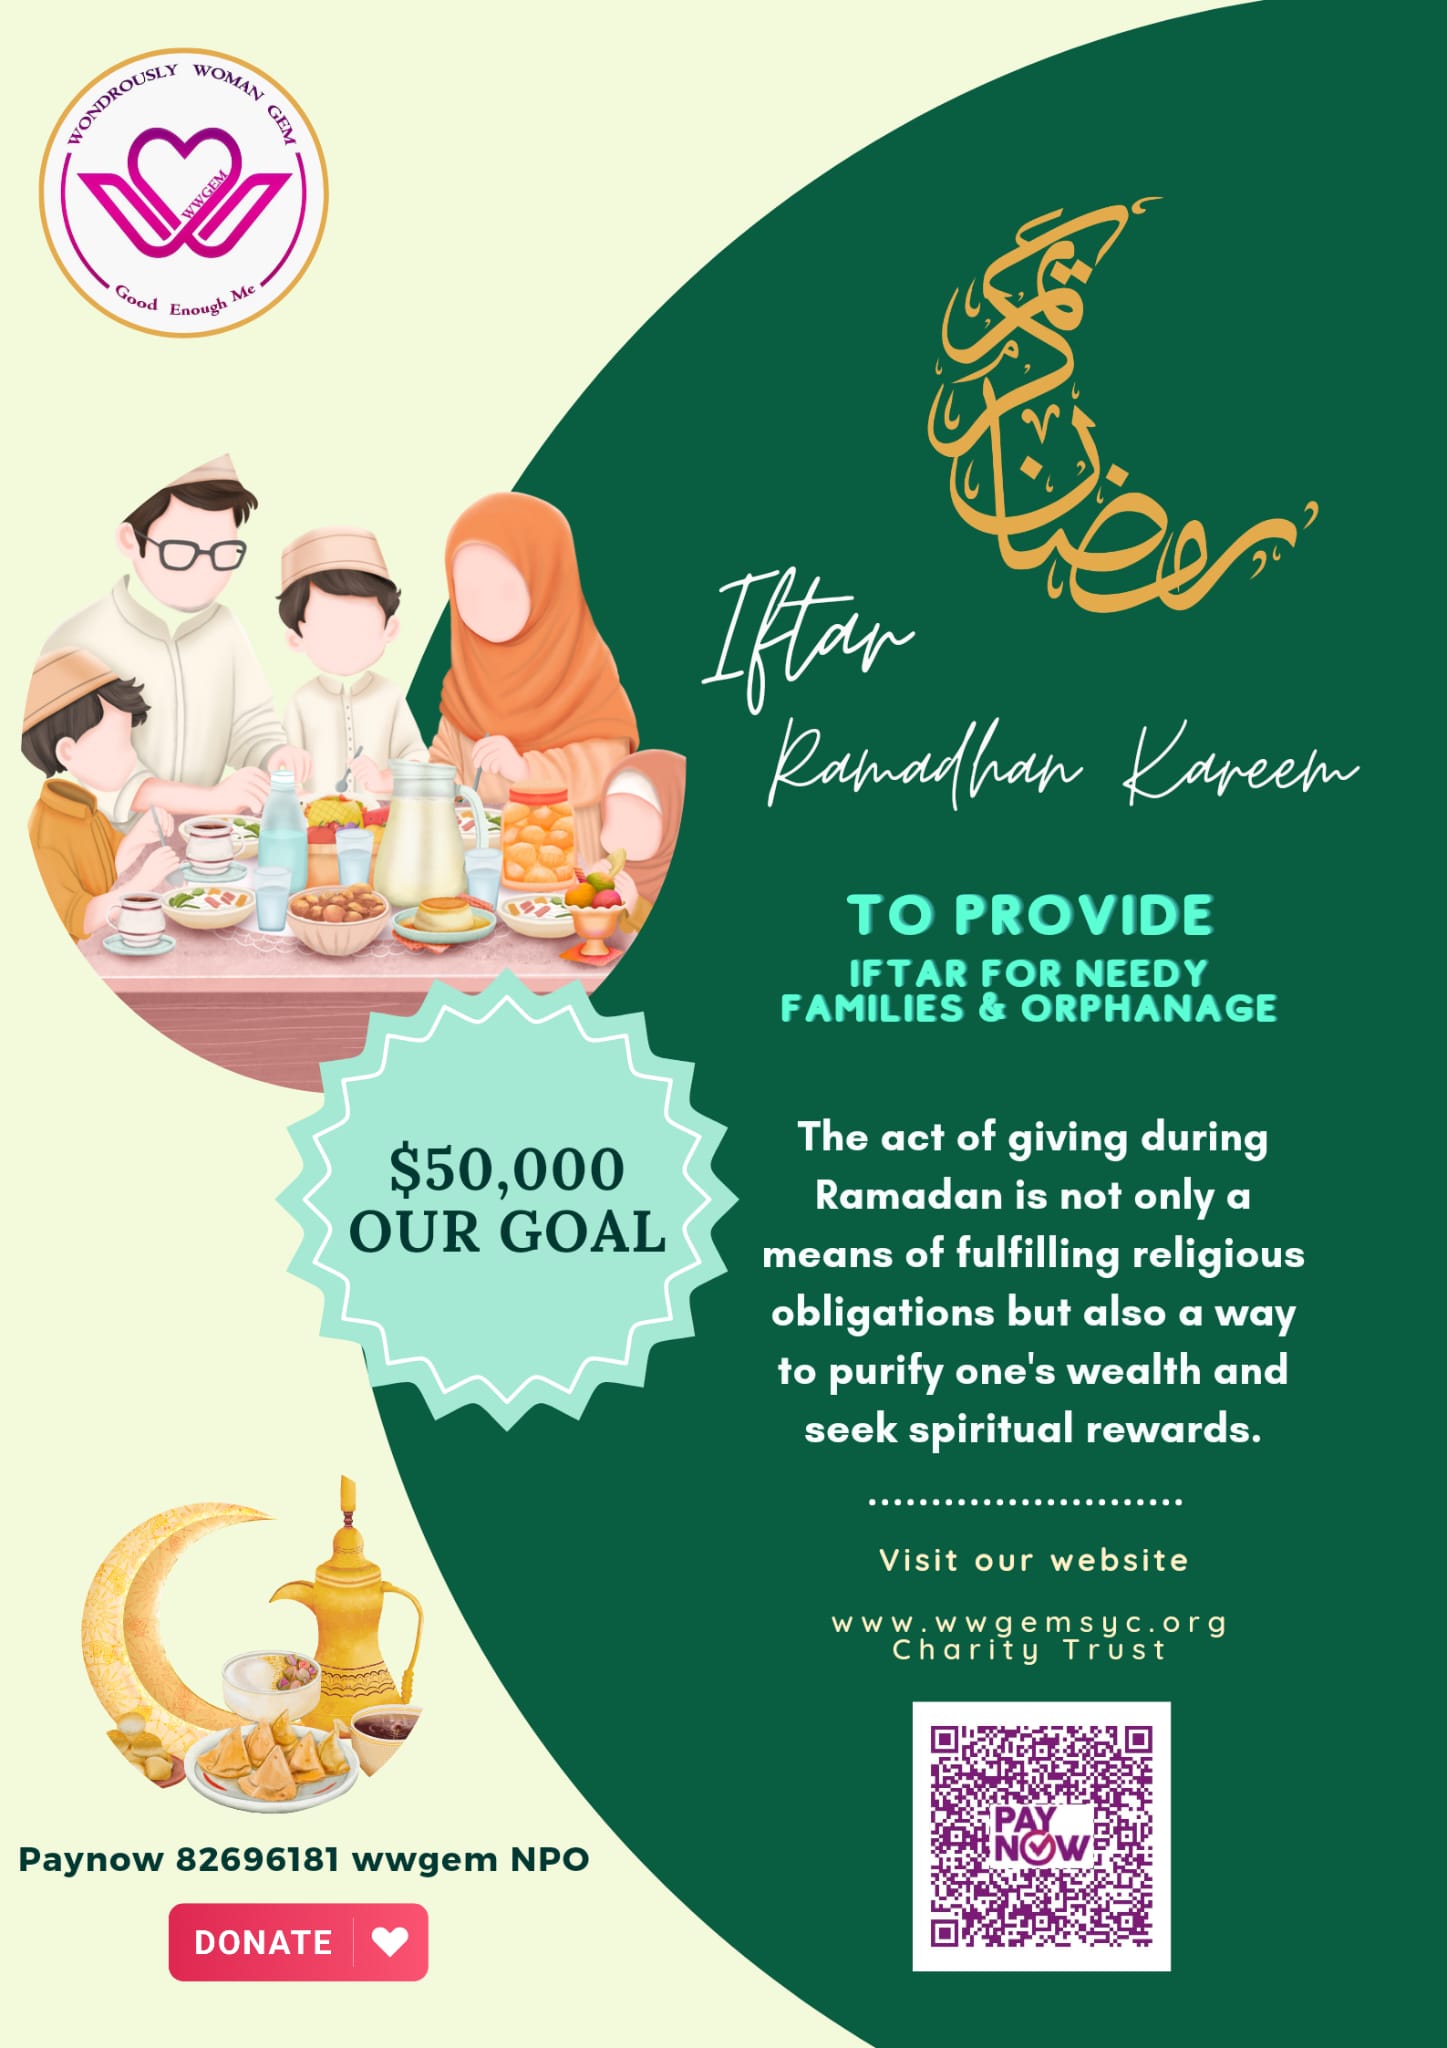 WONDROUSLY WOMAN GEM
WWGEM
Good Enough Me
رمضان كريم
Iftar
Ramadhan Kareem
TO PROVIDE
IFTAR FOR NEEDY
FAMILIES & ORPHANAGE
$50,000
OUR GOAL
The act of giving during
Ramadan is not only a
means of fulfilling religious
obligations but also a way
to purify one's wealth and
seek spiritual rewards.
Visit our website
www.wwgemsyc.org
Charity Trust
PAY
NOW
Paynow 82696181 wwgem NPO
DONATE